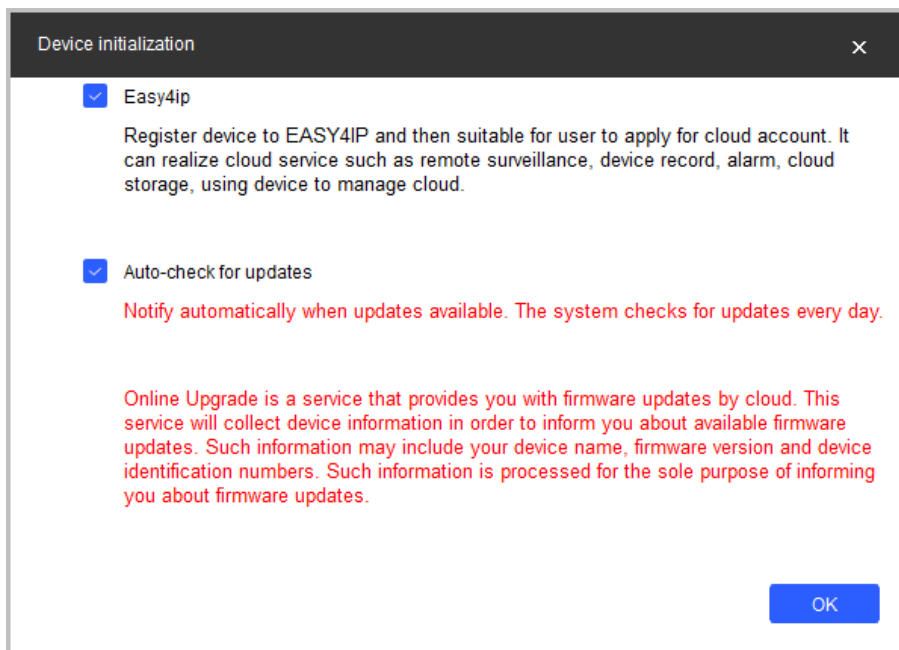 Device initialization
Easy4ip
Register device to EASY4IP and then suitable for user to apply for cloud account. It
can realize cloud service such as remote surveillance, device record, alarm, cloud
storage, using device to manage cloud.
Auto-check for updates
Notify automatically when updates available. The system checks for updates every day.
Online Upgrade is a service that provides you with firmware updates by cloud. This
service will collect device information in order to inform you about available firmware
updates. Such information may include your device name, firmware version and device
identification numbers. Such information is processed for the sole purpose of informing
you about firmware updates.
OK